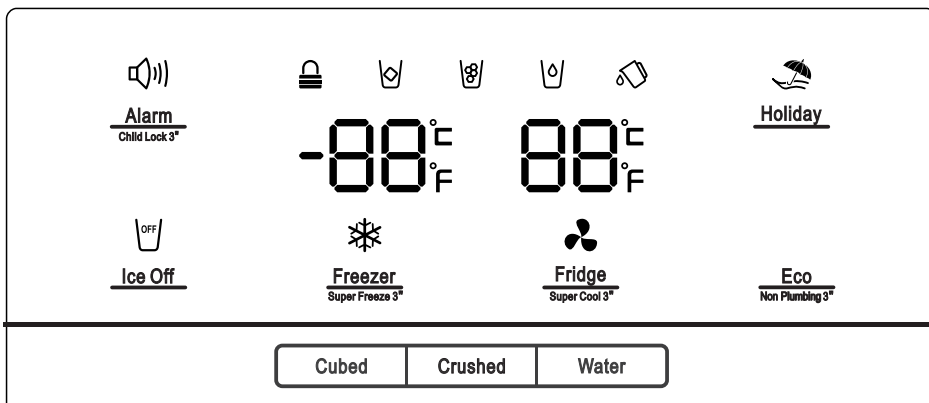 Alarm
Child Lock 3"
Holiday
-88 °C °F
88 °C °F
OFF
Ice Off
Freezer
Super Freeze 3"
Fridge
Super Cool 3"
Eco
Non Plumbing 3"
Cubed
Crushed
Water